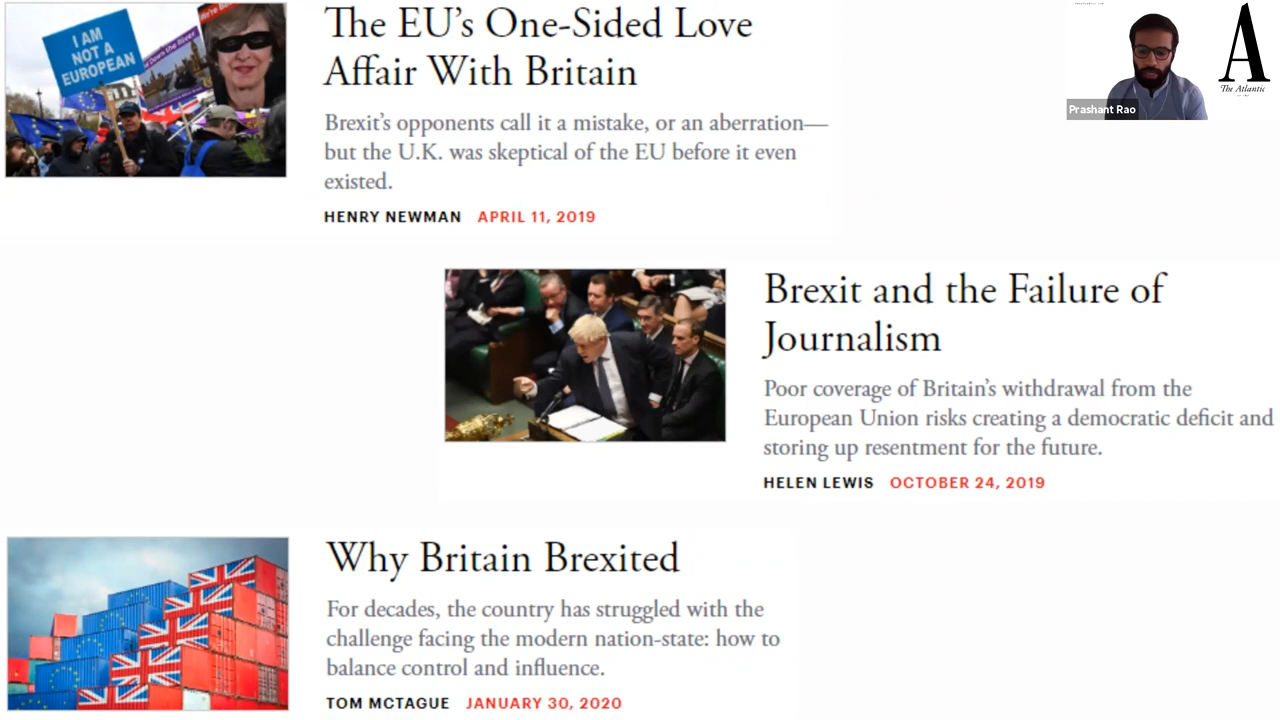 The EU’s One-Sided Love
Affair With Britain
Brexit’s opponents call it a mistake, or an aberration—
but the U.K. was skeptical of the EU before it even
existed.
HENRY NEWMAN APRIL 11, 2019
I AM
NOT A
EUROPEAN
Down the River
Prashant Rao
A
The Atlantic
Brexit and the Failure of
Journalism
Poor coverage of Britain’s withdrawal from the
European Union risks creating a democratic deficit and
storing up resentment for the future.
HELEN LEWIS OCTOBER 24, 2019
Why Britain Brexited
For decades, the country has struggled with the
challenge facing the modern nation-state: how to
balance control and influence.
TOM MCTAGUE JANUARY 30, 2020